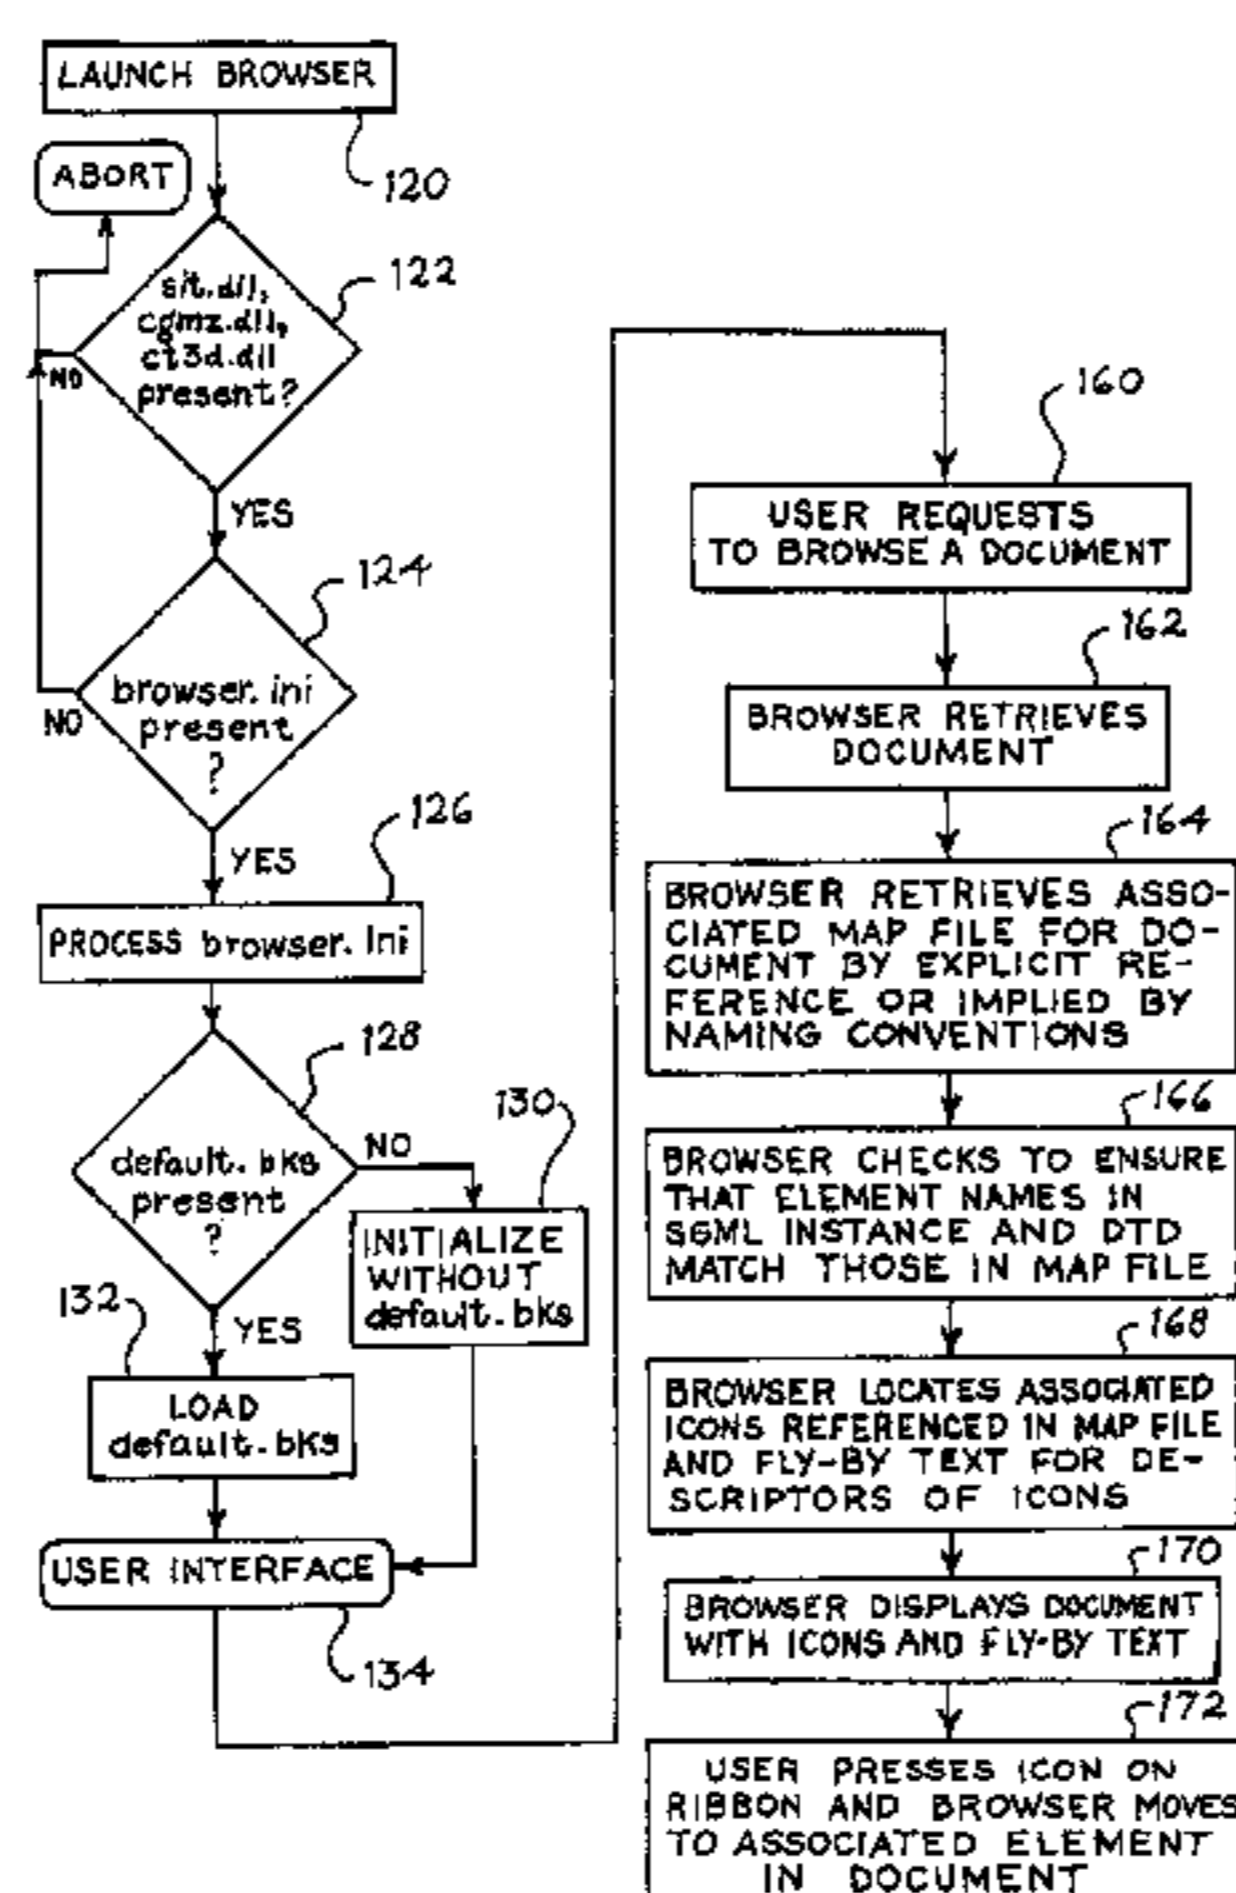 LAUNCH BROWSER
120
ABORT
122
sit.dll,
cgmz.dll,
ct3d.dll
present?
NO
YES
124
browser.ini
present
?
NO
YES
126
PROCESS browser.ini
128
default.bks
present
?
NO
130
INITIALIZE
WITHOUT
default.bks
YES
132
LOAD
default.bks
USER INTERFACE
134
160
USER REQUESTS
TO BROWSE A DOCUMENT
162
BROWSER RETRIEVES
DOCUMENT
164
BROWSER RETRIEVES ASSO-
CIATED MAP FILE FOR DO-
CUMENT BY EXPLICIT RE-
FERENCE OR IMPLIED BY
NAMING CONVENTIONS
166
BROWSER CHECKS TO ENSURE
THAT ELEMENT NAMES IN
SGML INSTANCE AND DTD
MATCH THOSE IN MAP FILE
168
BROWSER LOCATES ASSOCIATED
ICONS REFERENCED IN MAP FILE
AND FLY-BY TEXT FOR DE-
SCRIPTORS OF ICONS
170
BROWSER DISPLAYS DOCUMENT
WITH ICONS AND FLY-BY TEXT
172
USER PRESSES ICON ON
RIBBON AND BROWSER MOVES
TO ASSOCIATED ELEMENT
IN DOCUMENT